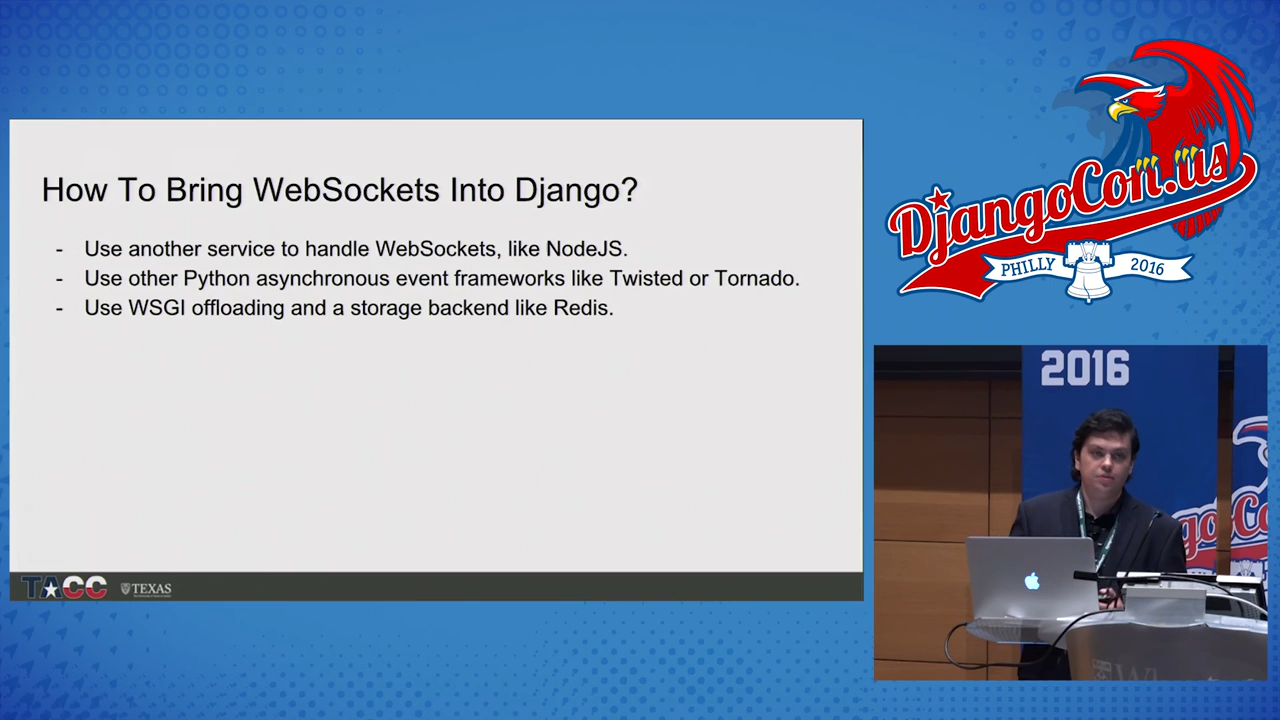 How To Bring WebSockets Into Django?
- Use another service to handle WebSockets, like NodeJS.
- Use other Python asynchronous event frameworks like Twisted or Tornado.
- Use WSGI offloading and a storage backend like Redis.
TACC
TEXAS
DjangoCon.us
PHILLY 2016
2016